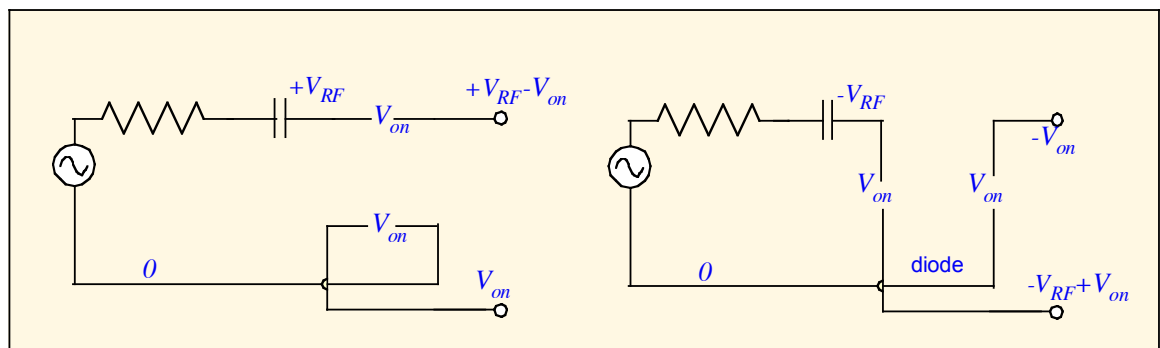 +V_RF
+V_RF-V_on
V_on
V_on
0
V_on
-V_RF
-V_on
V_on
V_on
diode
0
-V_RF+V_on